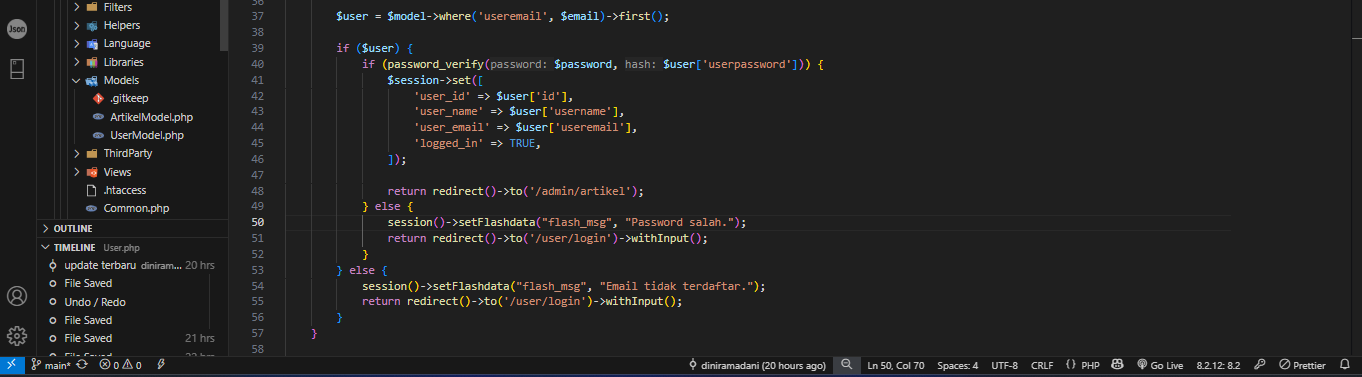 Json
Filters
Helpers
Language
Libraries
Models
.gitkeep
ArtikelModel.php
UserModel.php
ThirdParty
Views
.htaccess
Common.php
OUTLINE
TIMELINE User.php
update terbaru diniram... 20 hrs
File Saved
Undo / Redo
File Saved
File Saved 21 hrs
36
37 $user = $model->where('useremail', $email)->first();
38
39 if ($user) {
40 if (password_verify(password: $password, hash: $user['userpassword'])) {
41 $session->set([
42 'user_id' => $user['id'],
43 'user_name' => $user['username'],
44 'user_email' => $user['useremail'],
45 'logged_in' => TRUE,
46 ]);
47
48 return redirect()->to('/admin/artikel');
49 } else {
50 session()->setFlashdata("flash_msg", "Password salah.");
51 return redirect()->to('/user/login')->withInput();
52 }
53 } else {
54 session()->setFlashdata("flash_msg", "Email tidak terdaftar.");
55 return redirect()->to('/user/login')->withInput();
56 }
57 }
58
main* 0 0 diniramadani (20 hours ago) Ln 50, Col 70 Spaces: 4 UTF-8 CRLF {} PHP Go Live 8.2.12: 8.2 Prettier